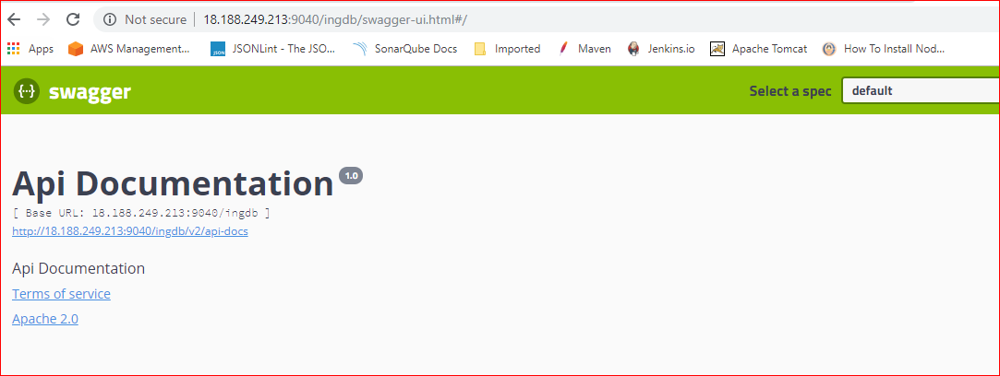 Not secure | 18.188.249.213:9040/ingdb/swagger-ui.html#/
Apps AWS Management... JSON JSONLint - The JSO... SonarQube Docs Imported Maven Jenkins.io Apache Tomcat How To Install Nod...
{··} swagger Select a spec default
Api Documentation 1.0
[ Base URL: 18.188.249.213:9040/ingdb ]
http://18.188.249.213:9040/ingdb/v2/api-docs
Api Documentation
Terms of service
Apache 2.0